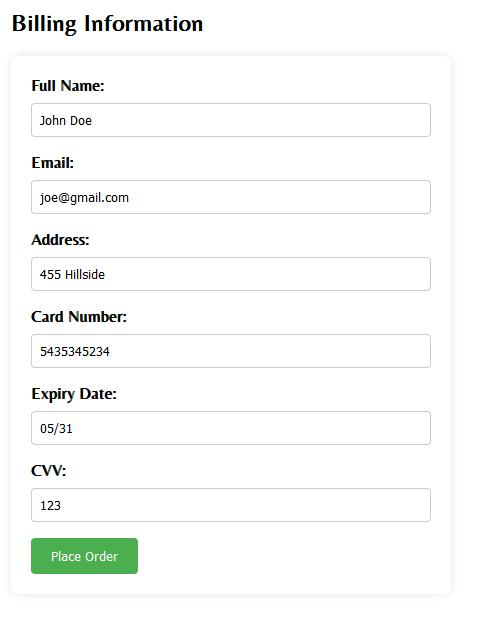 Billing Information
Full Name:
John Doe
Email:
joe@gmail.com
Address:
455 Hillside
Card Number:
5435345234
Expiry Date:
05/31
CVV:
123
Place Order